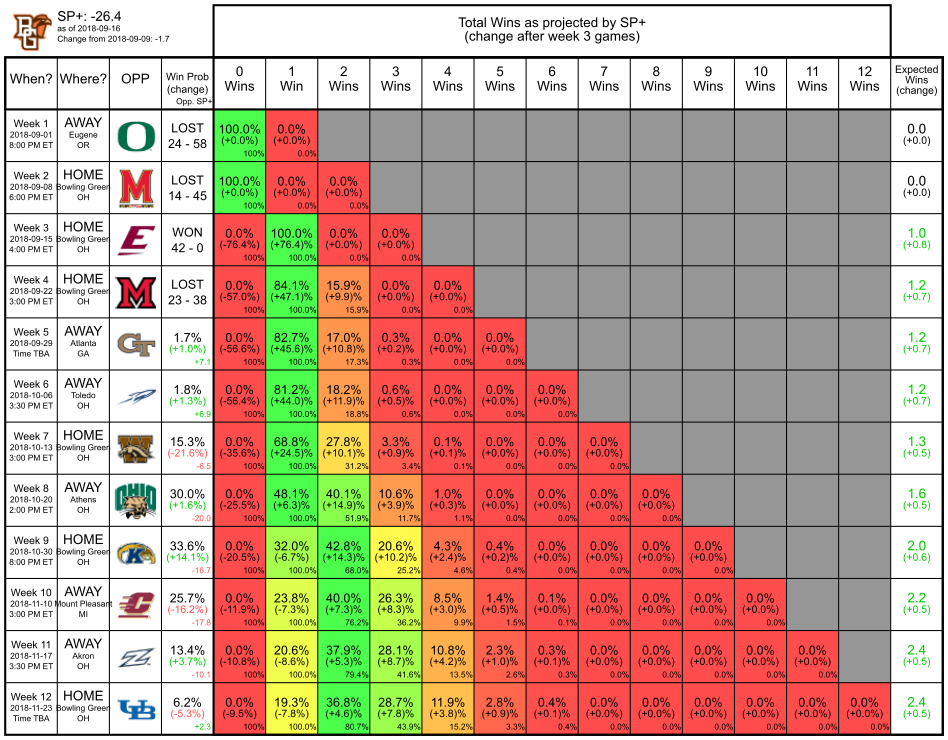 SP+: -26.4
as of 2018-09-16
Change from 2018-09-09: -1.7
Total Wins as projected by SP+
(change after week 3 games)
When? Where? OPP Win Prob (change) Opp. SP+ 0 Wins 1 Win 2 Wins 3 Wins 4 Wins 5 Wins 6 Wins 7 Wins 8 Wins 9 Wins 10 Wins 11 Wins 12 Wins Expected Wins (change)
Week 1 AWAY LOST 100.0% 0.0% 0.0
2018-09-01 Eugene (+0.0%) (+0.0%) (+0.0)
8:00 PM ET OR 24 - 58 100% 0.0%
Week 2 HOME LOST 100.0% 0.0% 0.0% 0.0
2018-09-08 Bowling Green M (+0.0%) (+0.0%) (+0.0%) (+0.0)
6:00 PM ET OH 14 - 45 100% 0.0% 0.0%
Week 3 HOME WON 0.0% 100.0% 0.0% 0.0% 1.0
2018-09-15 Bowling Green E (-76.4%) (+76.4)% (+0.0)% (+0.0%) (+0.8)
4:00 PM ET OH 42 - 0 100% 100.0% 0.0% 0.0%
Week 4 HOME LOST 0.0% 84.1% 15.9% 0.0% 0.0% 1.2
2018-09-22 Bowling Green M (-57.0%) (+47.1)% (+9.9)% (+0.0)% (+0.0%) (+0.7)
3:00 PM ET OH 23 - 38 100% 100.0% 15.9% 0.0% 0.0%
Week 5 AWAY 1.7% 0.0% 82.7% 17.0% 0.3% 0.0% 0.0% 1.2
2018-09-29 Atlanta GT (+1.0%) (-56.6%) (+45.6)% (+10.8)% (+0.2)% (+0.0)% (+0.0%) (+0.7)
Time TBA GA +7.1 100% 100.0% 17.3% 0.3% 0.0% 0.0%
Week 6 AWAY 1.8% 0.0% 81.2% 18.2% 0.6% 0.0% 0.0% 0.0% 1.2
2018-10-06 Toledo (+1.3%) (-56.4%) (+44.0)% (+11.9)% (+0.5)% (+0.0)% (+0.0)% (+0.0%) (+0.7)
3:30 PM ET OH +6.9 100% 100.0% 18.8% 0.6% 0.0% 0.0% 0.0%
Week 7 HOME 15.3% 0.0% 68.8% 27.8% 3.3% 0.1% 0.0% 0.0% 0.0% 1.3
2018-10-13 Bowling Green W (-21.6%) (-35.6%) (+24.5)% (+10.1)% (+0.9)% (+0.1)% (+0.0)% (+0.0)% (+0.0%) (+0.5)
3:00 PM ET OH -6.5 100% 100.0% 31.2% 3.4% 0.1% 0.0% 0.0% 0.0%
Week 8 AWAY OHIO 30.0% 0.0% 48.1% 40.1% 10.6% 1.0% 0.0% 0.0% 0.0% 0.0% 1.6
2018-10-20 Athens (+1.6%) (-25.5%) (+6.3)% (+14.9)% (+3.9)% (+0.3)% (+0.0)% (+0.0)% (+0.0)% (+0.0%) (+0.5)
2:00 PM ET OH -20.0 100% 100.0% 51.9% 11.7% 1.1% 0.0% 0.0% 0.0% 0.0%
Week 9 HOME 33.6% 0.0% 32.0% 42.8% 20.6% 4.3% 0.4% 0.0% 0.0% 0.0% 0.0% 2.0
2018-10-30 Bowling Green K (+14.1%) (-20.5%) (-6.7%) (+14.3)% (+10.2)% (+2.4)% (+0.2)% (+0.0)% (+0.0)% (+0.0)% (+0.0%) (+0.6)
8:00 PM ET OH -16.7 100% 100.0% 68.0% 25.2% 4.6% 0.4% 0.0% 0.0% 0.0% 0.0%
Week 10 AWAY 25.7% 0.0% 23.8% 40.0% 26.3% 8.5% 1.4% 0.1% 0.0% 0.0% 0.0% 0.0% 2.2
2018-11-10 Mount Pleasant C (-16.2%) (-11.9%) (-7.3%) (+7.3)% (+8.3)% (+3.0)% (+0.5)% (+0.0)% (+0.0)% (+0.0)% (+0.0)% (+0.0%) (+0.5)
3:00 PM ET MI -17.8 100% 100.0% 76.2% 36.2% 9.9% 1.5% 0.1% 0.0% 0.0% 0.0% 0.0%
Week 11 AWAY 13.4% 0.0% 20.6% 37.9% 28.1% 10.8% 2.3% 0.3% 0.0% 0.0% 0.0% 0.0% 0.0% 2.4
2018-11-17 Akron Z (+3.7%) (-10.8%) (-8.6%) (+5.3)% (+8.7)% (+4.2)% (+1.0)% (+0.1)% (+0.0)% (+0.0)% (+0.0)% (+0.0)% (+0.0%) (+0.5)
3:30 PM ET OH -10.1 100% 100.0% 79.4% 41.6% 13.5% 2.6% 0.3% 0.0% 0.0% 0.0% 0.0% 0.0%
Week 12 HOME 6.2% 0.0% 19.3% 36.8% 28.7% 11.9% 2.8% 0.4% 0.0% 0.0% 0.0% 0.0% 0.0% 0.0% 2.4
2018-11-23 Bowling Green UB (-5.3%) (-9.5%) (-7.8%) (+4.6)% (+7.8)% (+3.8)% (+0.9)% (+0.1)% (+0.0)% (+0.0)% (+0.0)% (+0.0)% (+0.0)% (+0.0%) (+0.5)
Time TBA OH +2.3 100% 100.0% 80.7% 43.9% 15.2% 3.3% 0.4% 0.0% 0.0% 0.0% 0.0% 0.0% 0.0%